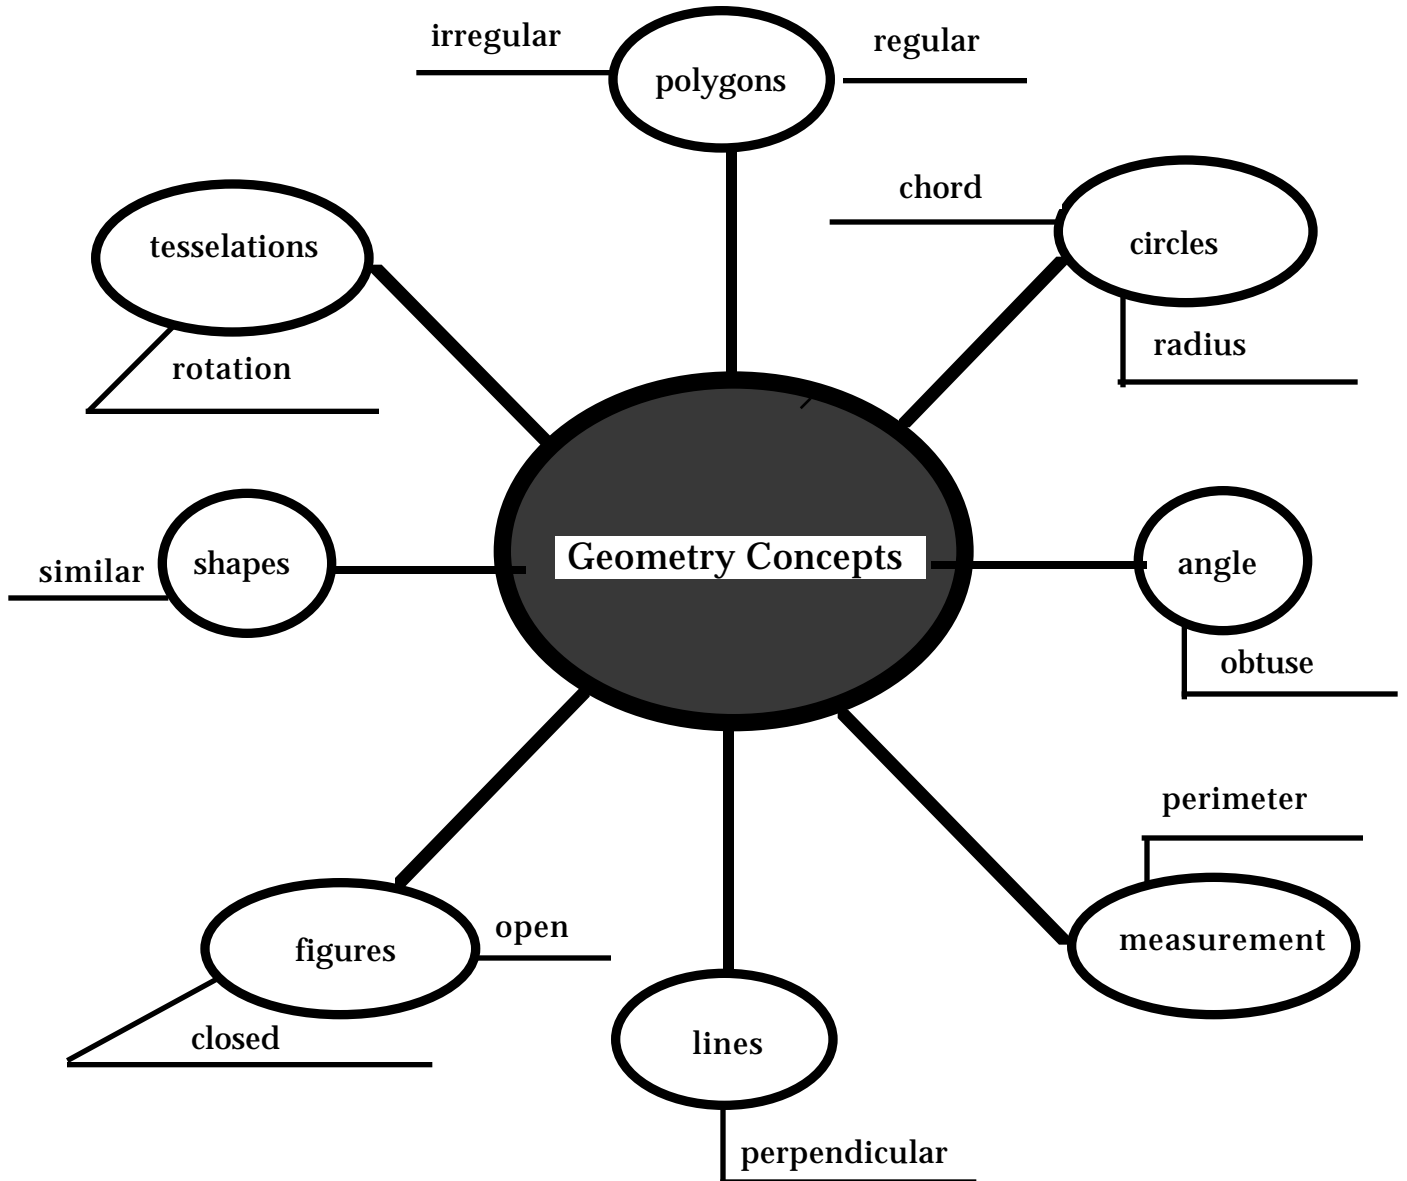 irregular
polygons
regular
chord
circles
radius
tesselations
rotation
Geometry Concepts
similar
shapes
angle
obtuse
perimeter
measurement
figures
open
closed
lines
perpendicular